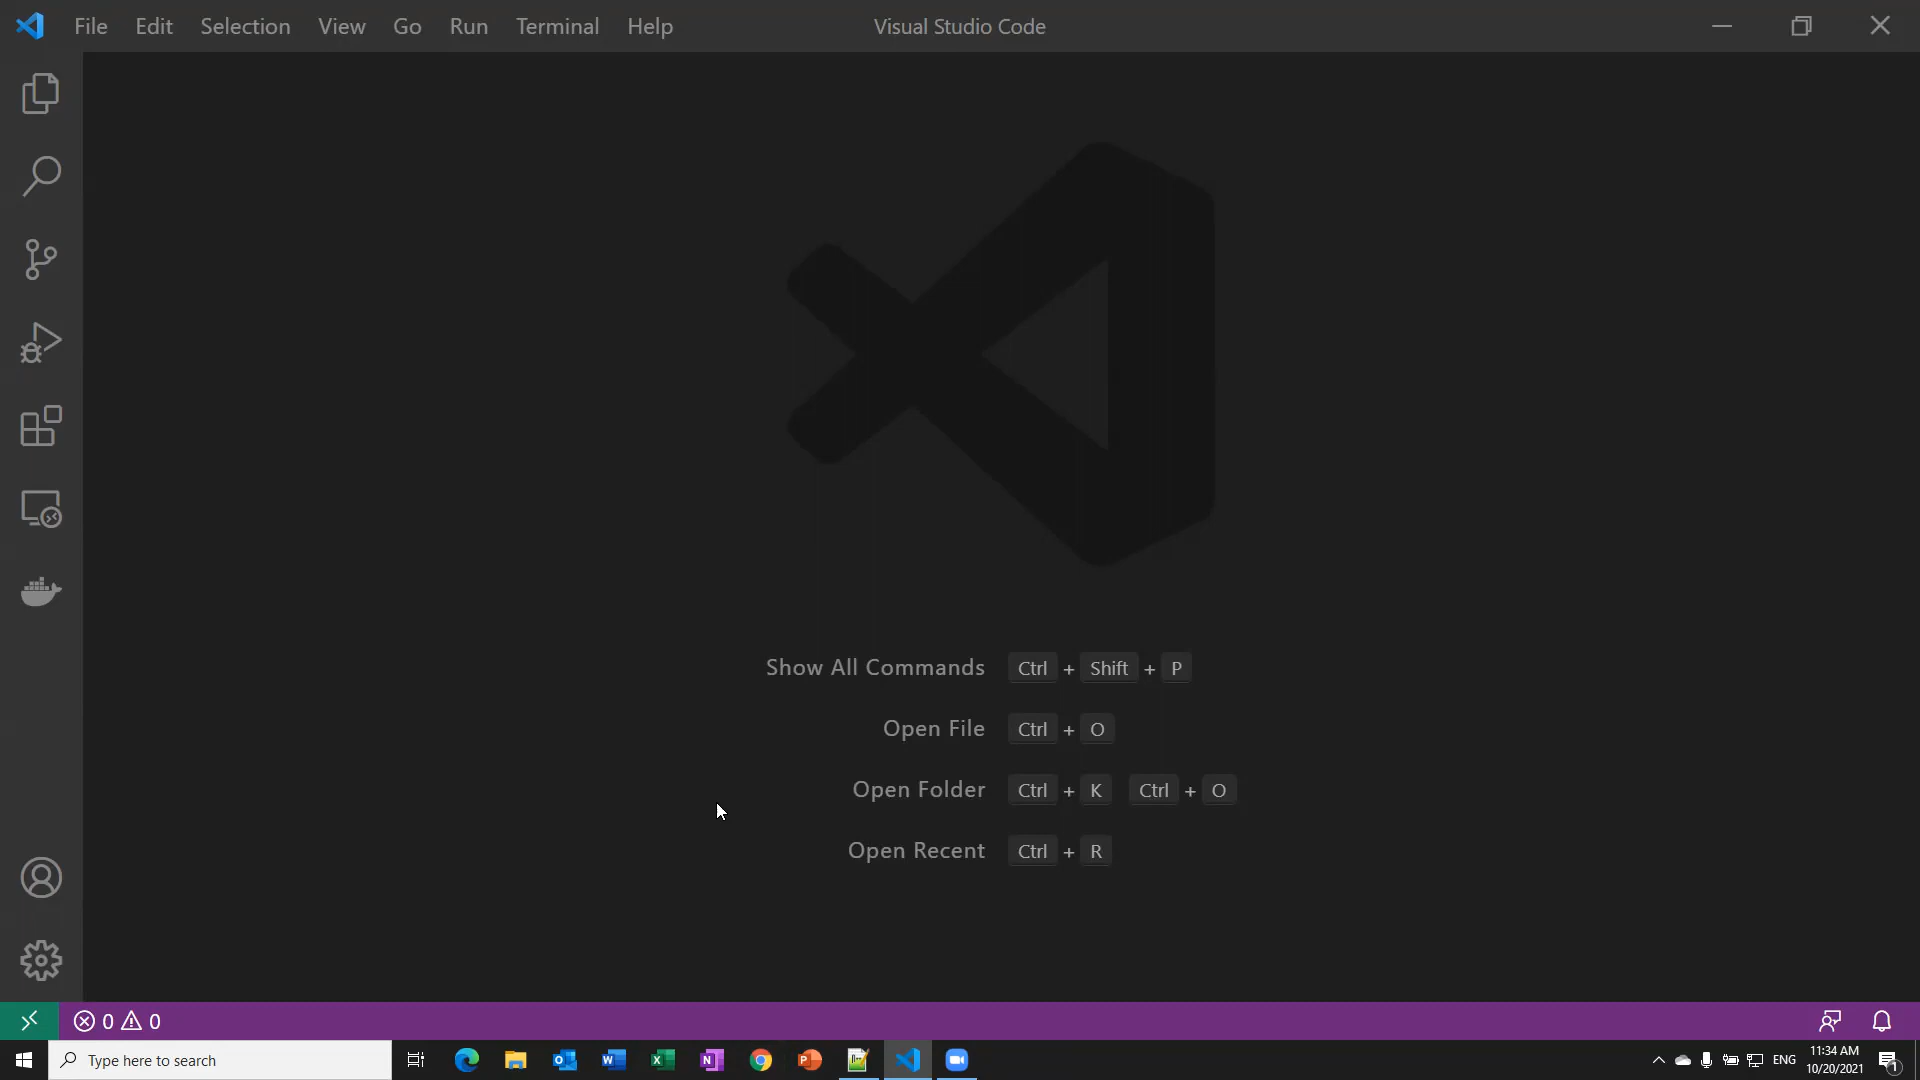 File Edit Selection View Go Run Terminal Help Visual Studio Code
Show All Commands Ctrl + Shift + P
Open File Ctrl + O
Open Folder Ctrl + K Ctrl + O
Open Recent Ctrl + R
0 0
Type here to search
ENG
11:34 AM
10/20/2021
1